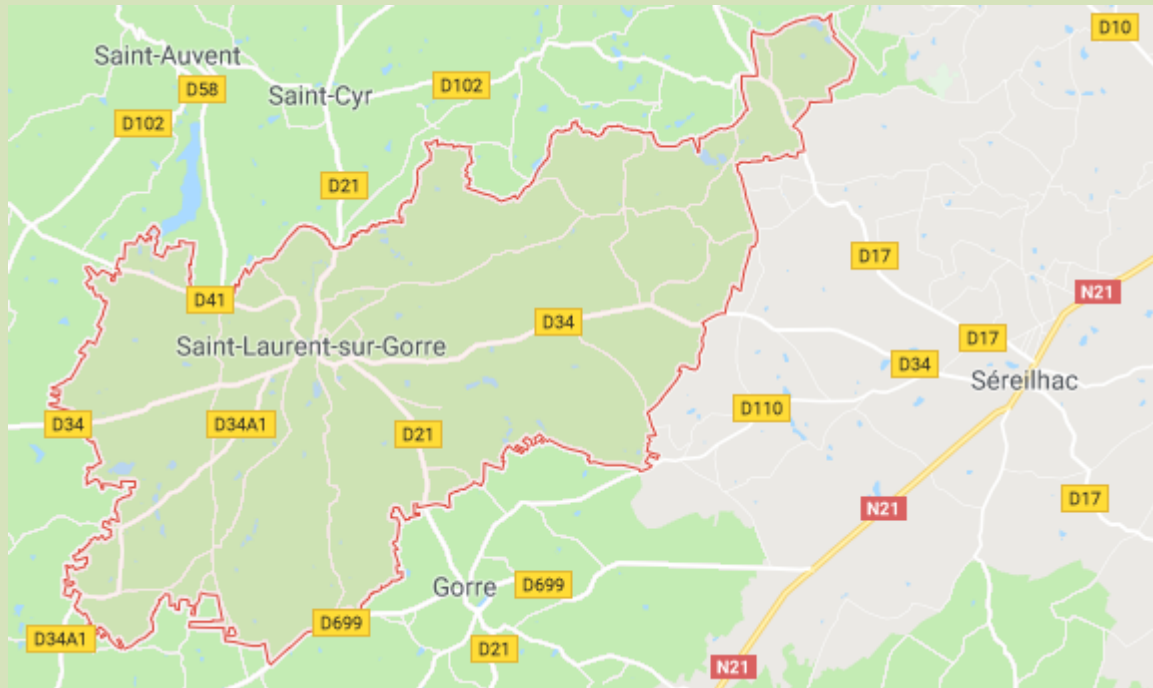 D10
Saint-Auvent
D58
Saint-Cyr
D102
D102
D21
D17
D41
N21
D34
Saint-Laurent-sur-Gorre
D17
D34
Séreilhac
D110
D34
D34A1
D21
D17
N21
Gorre
D699
D699
D34A1
D21
N21